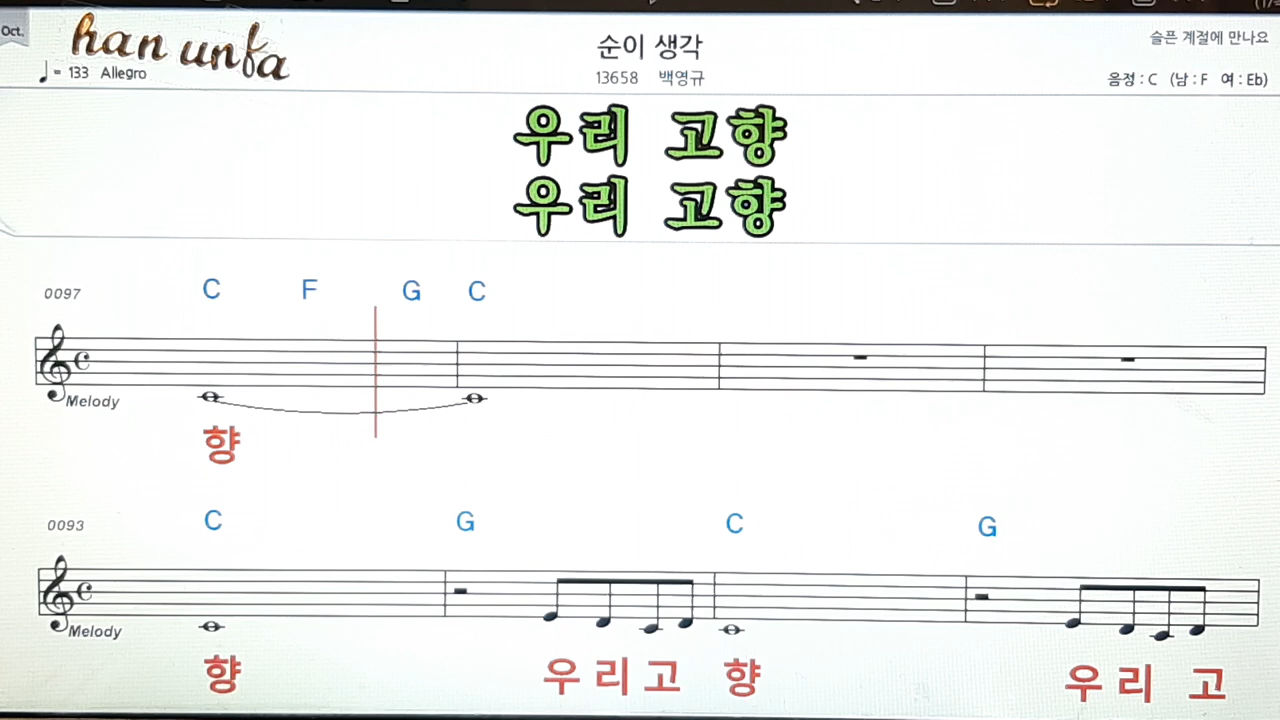 Oct.
han unfa
순이 생각
슬픈 계절에 만나요
♩ = 133 Allegro
13658 백영규
음정 : C (남 : F 여 : Eb)
우리 고향
우리 고향
0097 C F G C
Melody
향
0093 C G C G
Melody
향 우 리 고 향 우 리 고